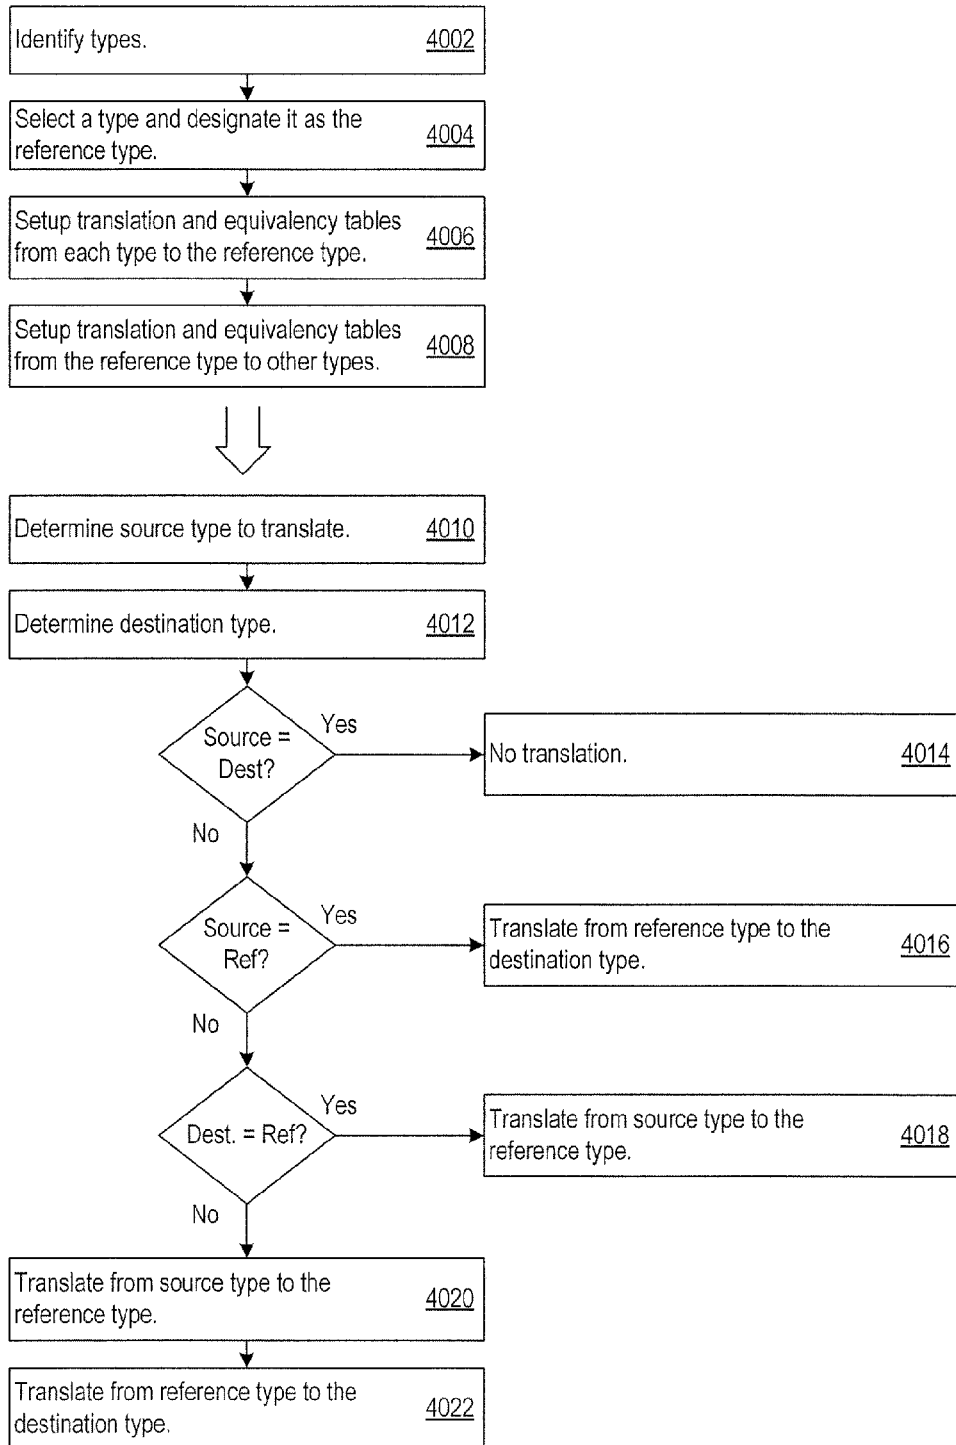 Identify types. 4002
Select a type and designate it as the
reference type. 4004
Setup translation and equivalency tables
from each type to the reference type. 4006
Setup translation and equivalency tables
from the reference type to other types. 4008
Determine source type to translate. 4010
Determine destination type. 4012
Source =
Dest?
Yes
No translation. 4014
No
Source =
Ref?
Yes
Translate from reference type to the
destination type. 4016
No
Dest. = Ref?
Yes
Translate from source type to the
reference type. 4018
No
Translate from source type to the
reference type. 4020
Translate from reference type to the
destination type. 4022